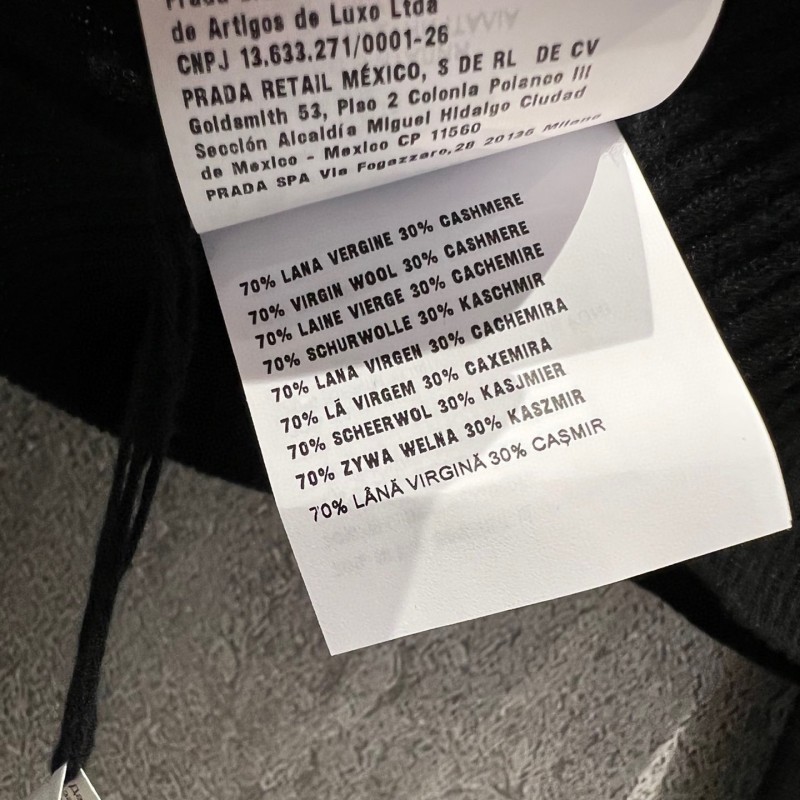 de Artigos de Luxo Ltda
CNPJ 13.633.271/0001-26
PRADA RETAIL MÉXICO, S DE RL DE CV
Goldsmith 53, Piso 2 Colonia Polanco III
Sección Alcaldía Miguel Hidalgo Ciudad
de Mexico - Mexico CP 11560
PRADA SPA Via Fogazzaro,28 20136 Milano
70% LANA VERGINE 30% CASHMERE
70% VIRGIN WOOL 30% CASHMERE
70% LAINE VIERGE 30% CACHEMIRE
70% SCHURWOLLE 30% KASCHMIR
70% LANA VIRGEN 30% CACHEMIRA
70% LÃ VIRGEM 30% CAXEMIRA
70% SCHEERWOL 30% KASJMIER
70% ZYWA WELNA 30% KASZMIR
70% LÂNĂ VIRGINĂ 30% CAȘMIR